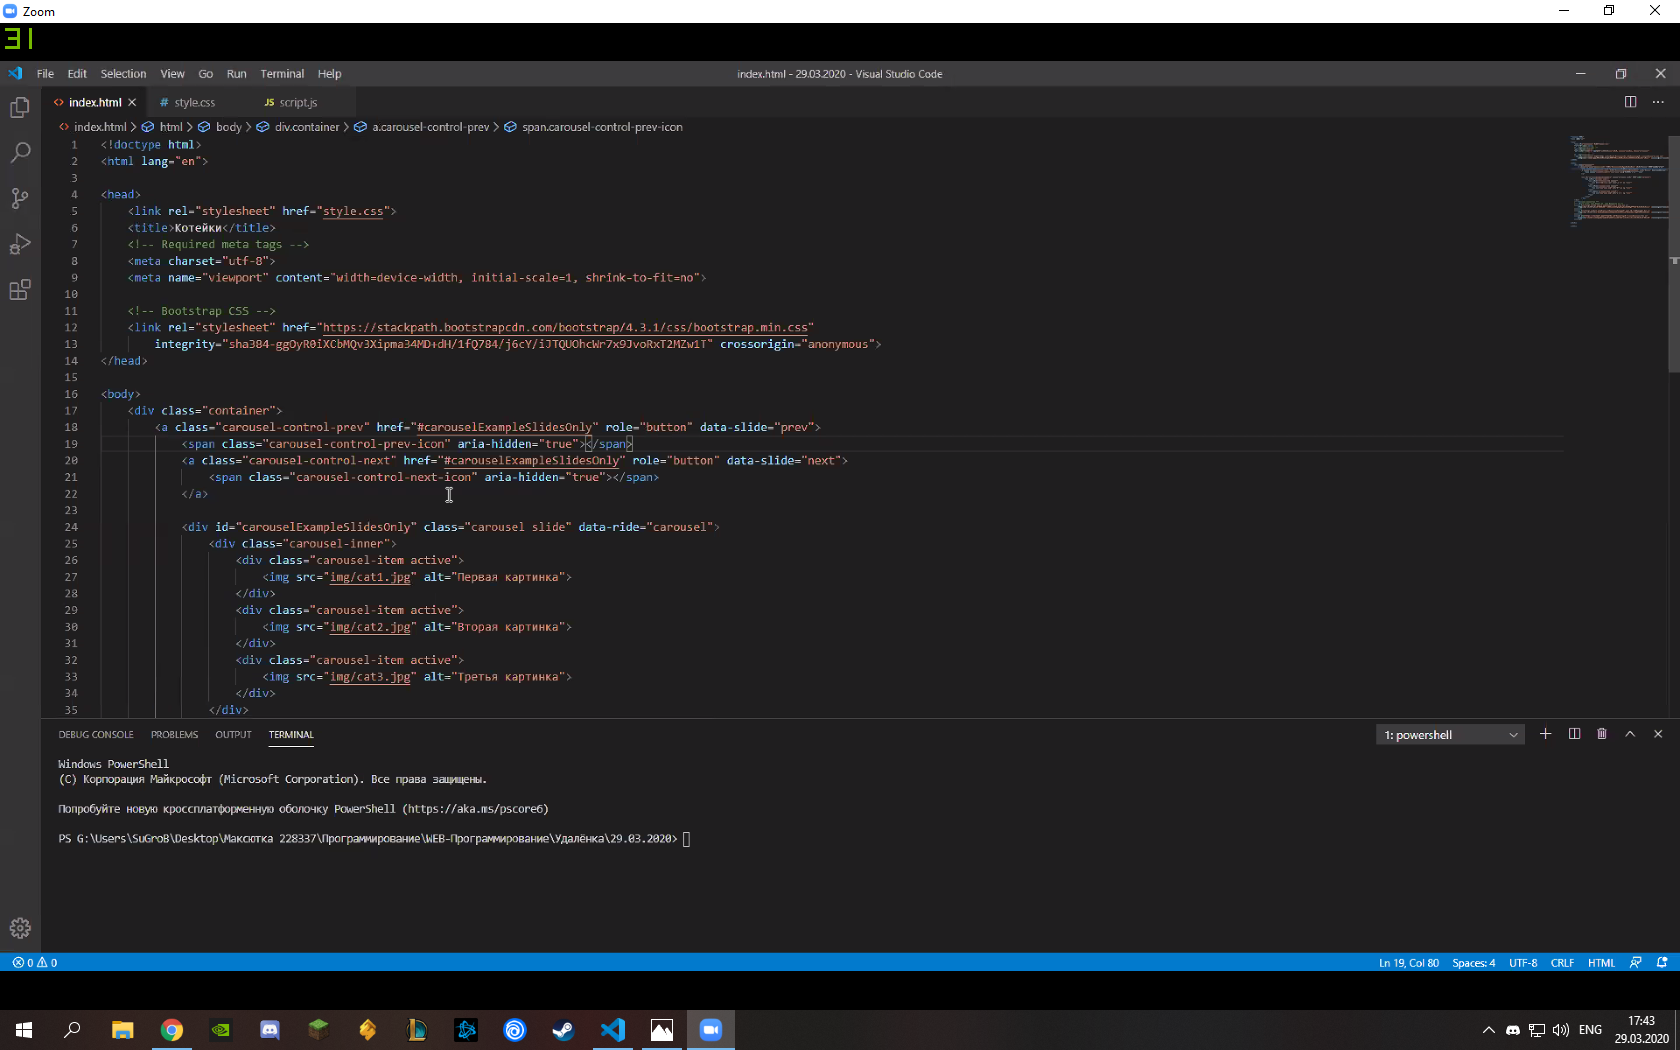 Zoom
31
File Edit Selection View Go Run Terminal Help
index.html - 29.03.2020 - Visual Studio Code
<> index.html × # style.css JS script.js ···
<> index.html > html > body > div.container > a.carousel-control-prev > span.carousel-control-prev-icon
1 <!doctype html>
2 <html lang="en">
3
4 <head>
5 <link rel="stylesheet" href="style.css">
6 <title>Котейки</title>
7 <!-- Required meta tags -->
8 <meta charset="utf-8">
9 <meta name="viewport" content="width=device-width, initial-scale=1, shrink-to-fit=no">
10
11 <!-- Bootstrap CSS -->
12 <link rel="stylesheet" href="https://stackpath.bootstrapcdn.com/bootstrap/4.3.1/css/bootstrap.min.css"
13 integrity="sha384-ggOyR0iXCbMQv3Xipma34MD+dH/1fQ784/j6cY/iJTQUOhcWr7x9JvoRxT2MZw1T" crossorigin="anonymous">
14 </head>
15
16 <body>
17 <div class="container">
18 <a class="carousel-control-prev" href="#carouselExampleSlidesOnly" role="button" data-slide="prev">
19 <span class="carousel-control-prev-icon" aria-hidden="true"></span>
20 <a class="carousel-control-next" href="#carouselExampleSlidesOnly" role="button" data-slide="next">
21 <span class="carousel-control-next-icon" aria-hidden="true"></span>
22 </a>
23
24 <div id="carouselExampleSlidesOnly" class="carousel slide" data-ride="carousel">
25 <div class="carousel-inner">
26 <div class="carousel-item active">
27 <img src="img/cat1.jpg" alt="Первая картинка">
28 </div>
29 <div class="carousel-item active">
30 <img src="img/cat2.jpg" alt="Вторая картинка">
31 </div>
32 <div class="carousel-item active">
33 <img src="img/cat3.jpg" alt="Третья картинка">
34 </div>
35 </div>
DEBUG CONSOLE PROBLEMS OUTPUT TERMINAL 1: powershell
Windows PowerShell
(C) Корпорация Майкрософт (Microsoft Corporation). Все права защищены.
Попробуйте новую кроссплатформенную оболочку PowerShell (https://aka.ms/pscore6)
PS G:\Users\SuGroB\Desktop\Максютка 228337\Программирование\WEB-Программирование\Удалёнка\29.03.2020>
0 0 Ln 19, Col 80 Spaces: 4 UTF-8 CRLF HTML
ENG 17:43
29.03.2020